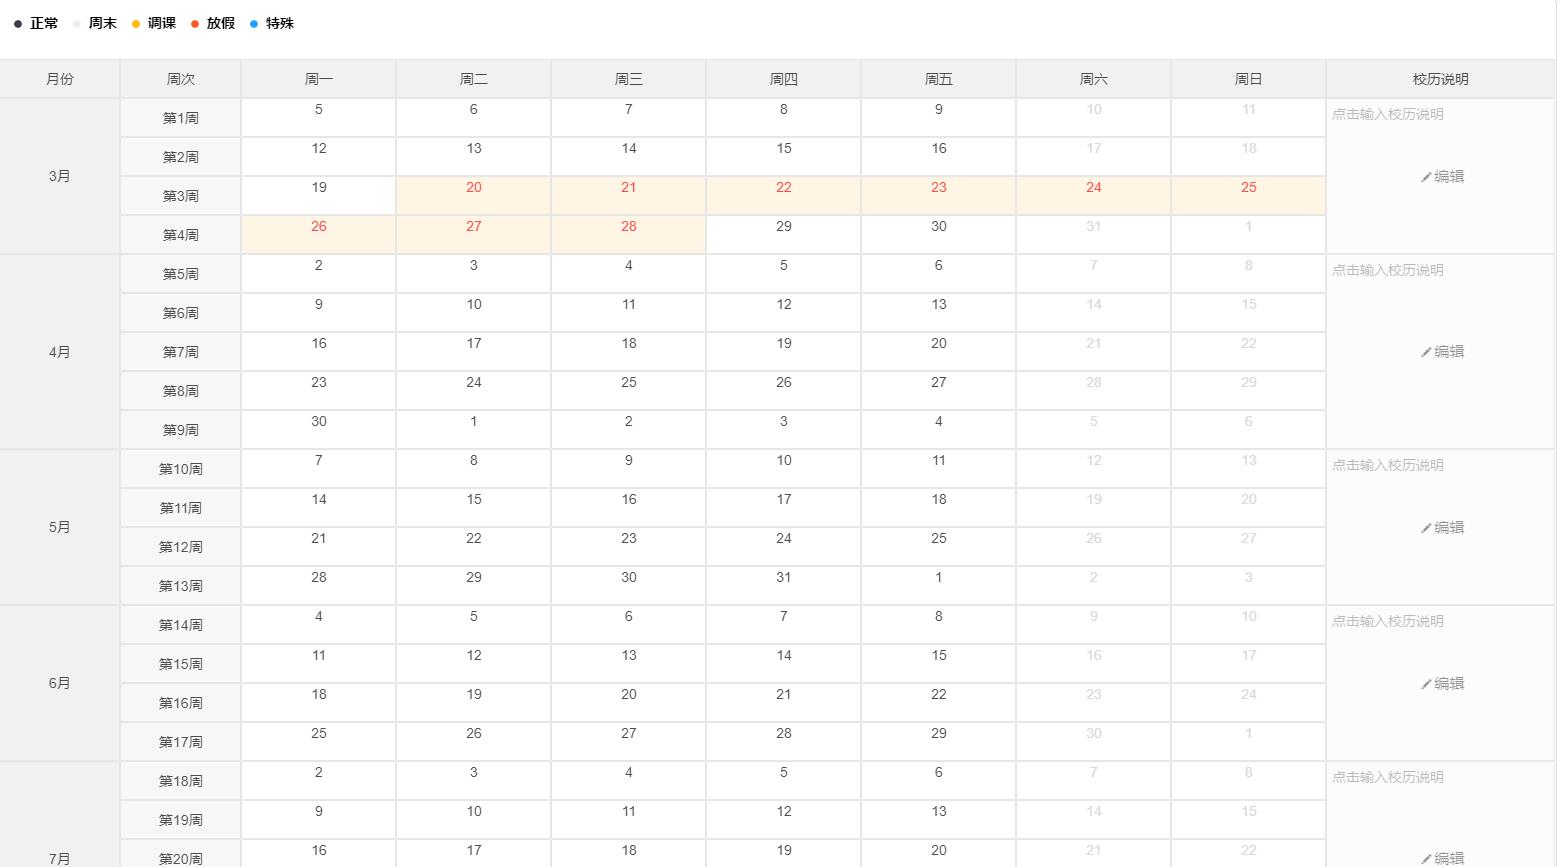 正常 周末 调课 放假 特殊
月份 周次 周一 周二 周三 周四 周五 周六 周日 校历说明
3月 第1周 5 6 7 8 9 10 11 点击输入校历说明
第2周 12 13 14 15 16 17 18
编辑
第3周 19 20 21 22 23 24 25
第4周 26 27 28 29 30 31 1
4月 第5周 2 3 4 5 6 7 8 点击输入校历说明
第6周 9 10 11 12 13 14 15
第7周 16 17 18 19 20 21 22 编辑
第8周 23 24 25 26 27 28 29
第9周 30 1 2 3 4 5 6
5月 第10周 7 8 9 10 11 12 13 点击输入校历说明
第11周 14 15 16 17 18 19 20
编辑
第12周 21 22 23 24 25 26 27
第13周 28 29 30 31 1 2 3
6月 第14周 4 5 6 7 8 9 10 点击输入校历说明
第15周 11 12 13 14 15 16 17
编辑
第16周 18 19 20 21 22 23 24
第17周 25 26 27 28 29 30 1
第18周 2 3 4 5 6 7 8 点击输入校历说明
第19周 9 10 11 12 13 14 15
7月 第20周 16 17 18 19 20 21 22 编辑